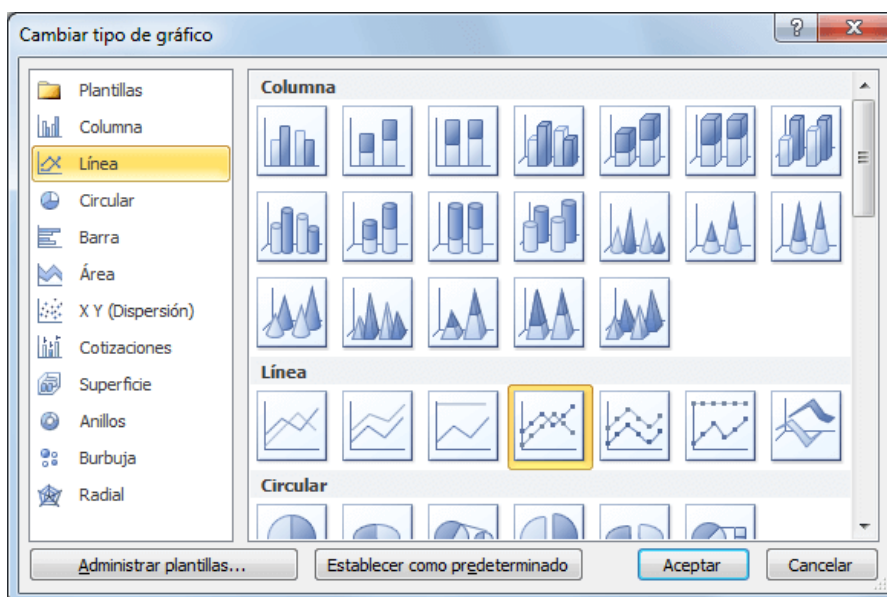 Cambiar tipo de gráfico
Plantillas
Columna
Línea
Circular
Barra
Área
X Y (Dispersión)
Cotizaciones
Superficie
Anillos
Burbuja
Radial
Columna
Línea
Circular
Administrar plantillas...
Establecer como predeterminado
Aceptar
Cancelar